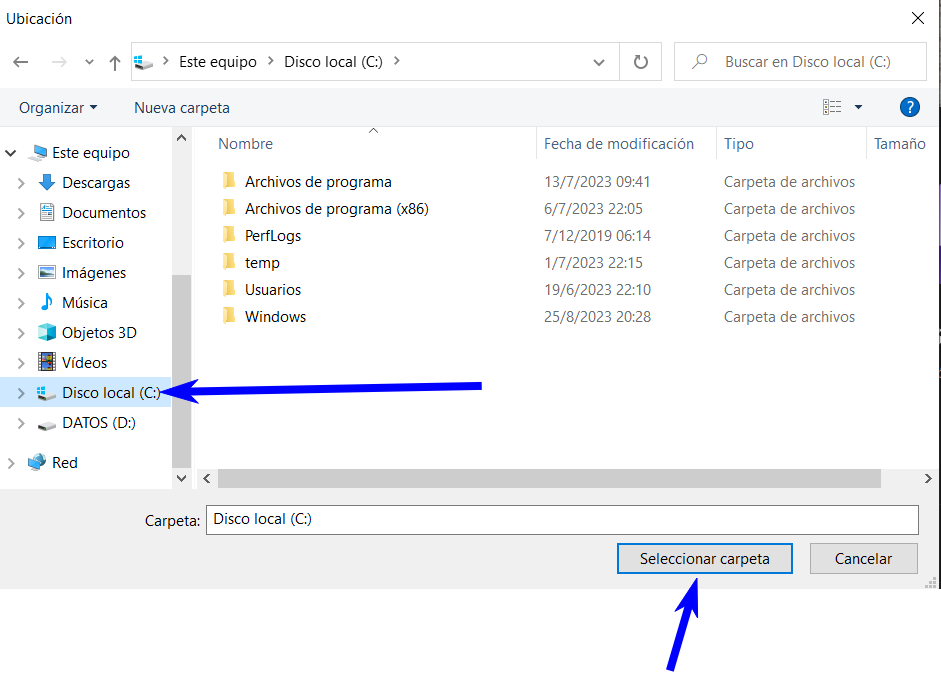 Ubicación
Este equipo Disco local (C:)
Buscar en Disco local (C:)
Organizar Nueva carpeta
?
Nombre Fecha de modificación Tipo Tamaño
Este equipo
Descargas
Documentos
Escritorio
Imágenes
Música
Objetos 3D
Vídeos
Disco local (C:)
DATOS (D:)
Red
Archivos de programa 13/7/2023 09:41 Carpeta de archivos
Archivos de programa (x86) 6/7/2023 22:05 Carpeta de archivos
PerfLogs 7/12/2019 06:14 Carpeta de archivos
temp 1/7/2023 22:15 Carpeta de archivos
Usuarios 19/6/2023 22:10 Carpeta de archivos
Windows 25/8/2023 20:28 Carpeta de archivos
Carpeta: Disco local (C:)
Seleccionar carpeta Cancelar